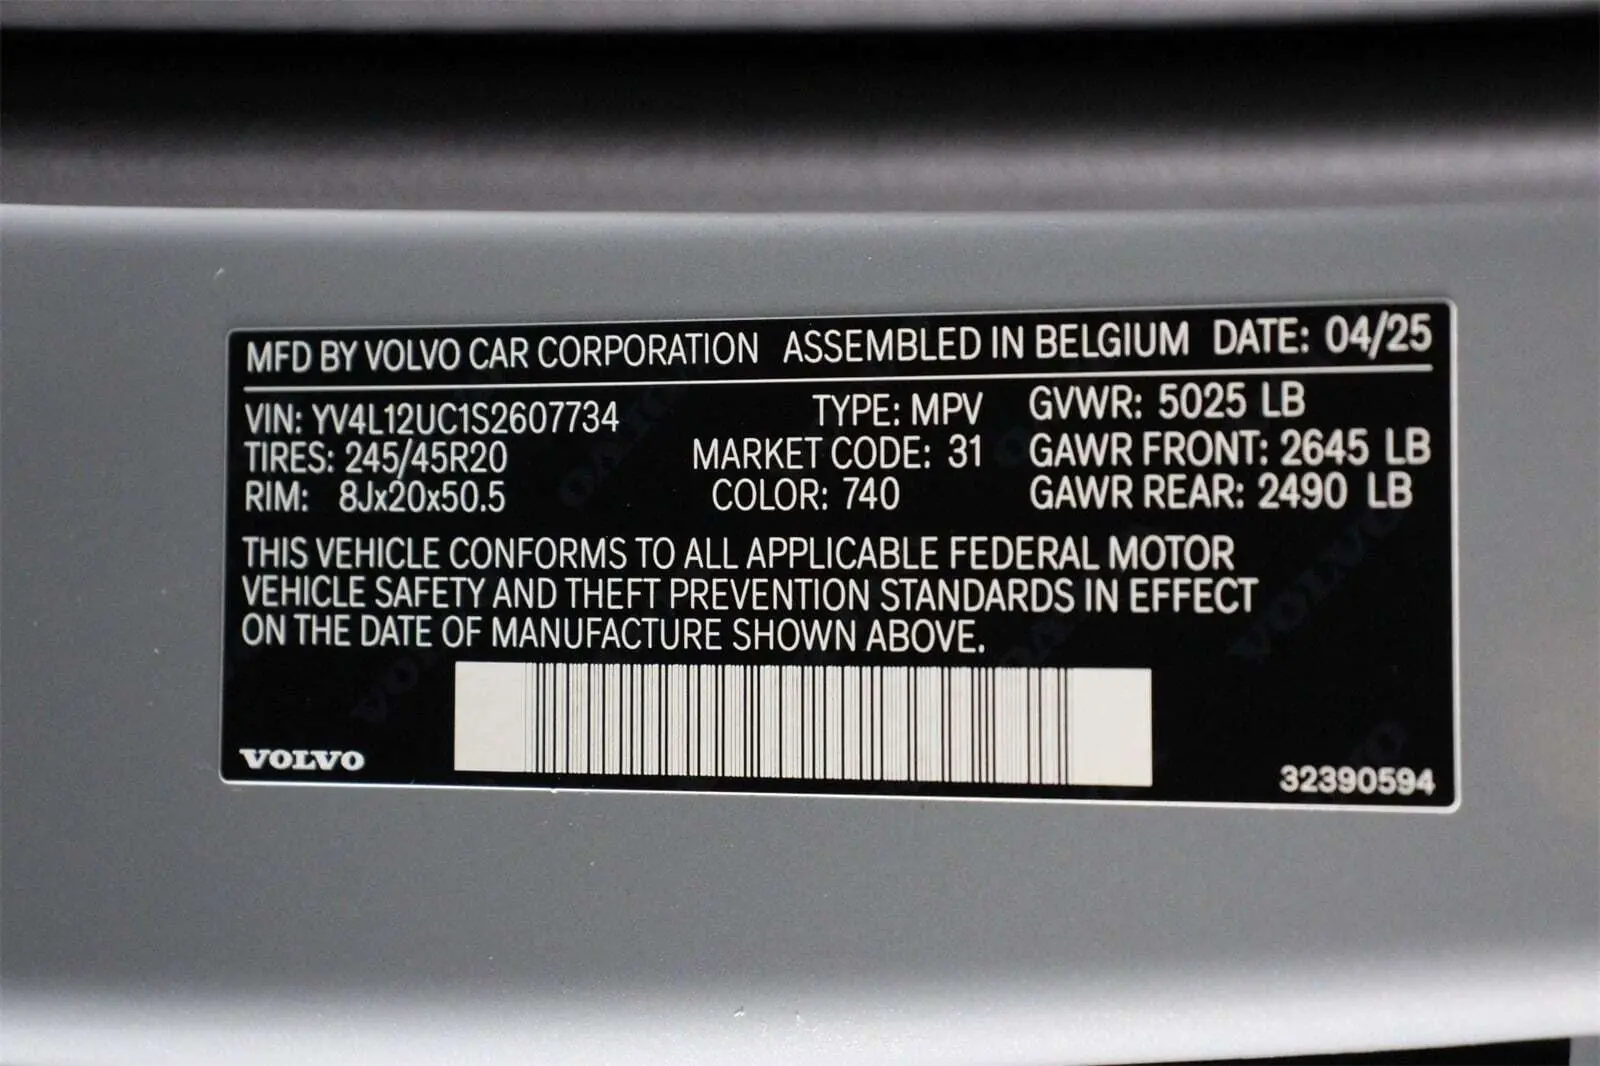 MFD BY VOLVO CAR CORPORATION ASSEMBLED IN BELGIUM DATE: 04/25
VIN: YV4L12UC1S2607734 TYPE: MPV GVWR: 5025 LB
TIRES: 245/45R20 MARKET CODE: 31 GAWR FRONT: 2645 LB
RIM: 8Jx20x50.5 COLOR: 740 GAWR REAR: 2490 LB
THIS VEHICLE CONFORMS TO ALL APPLICABLE FEDERAL MOTOR
VEHICLE SAFETY AND THEFT PREVENTION STANDARDS IN EFFECT
ON THE DATE OF MANUFACTURE SHOWN ABOVE.
VOLVO 32390594